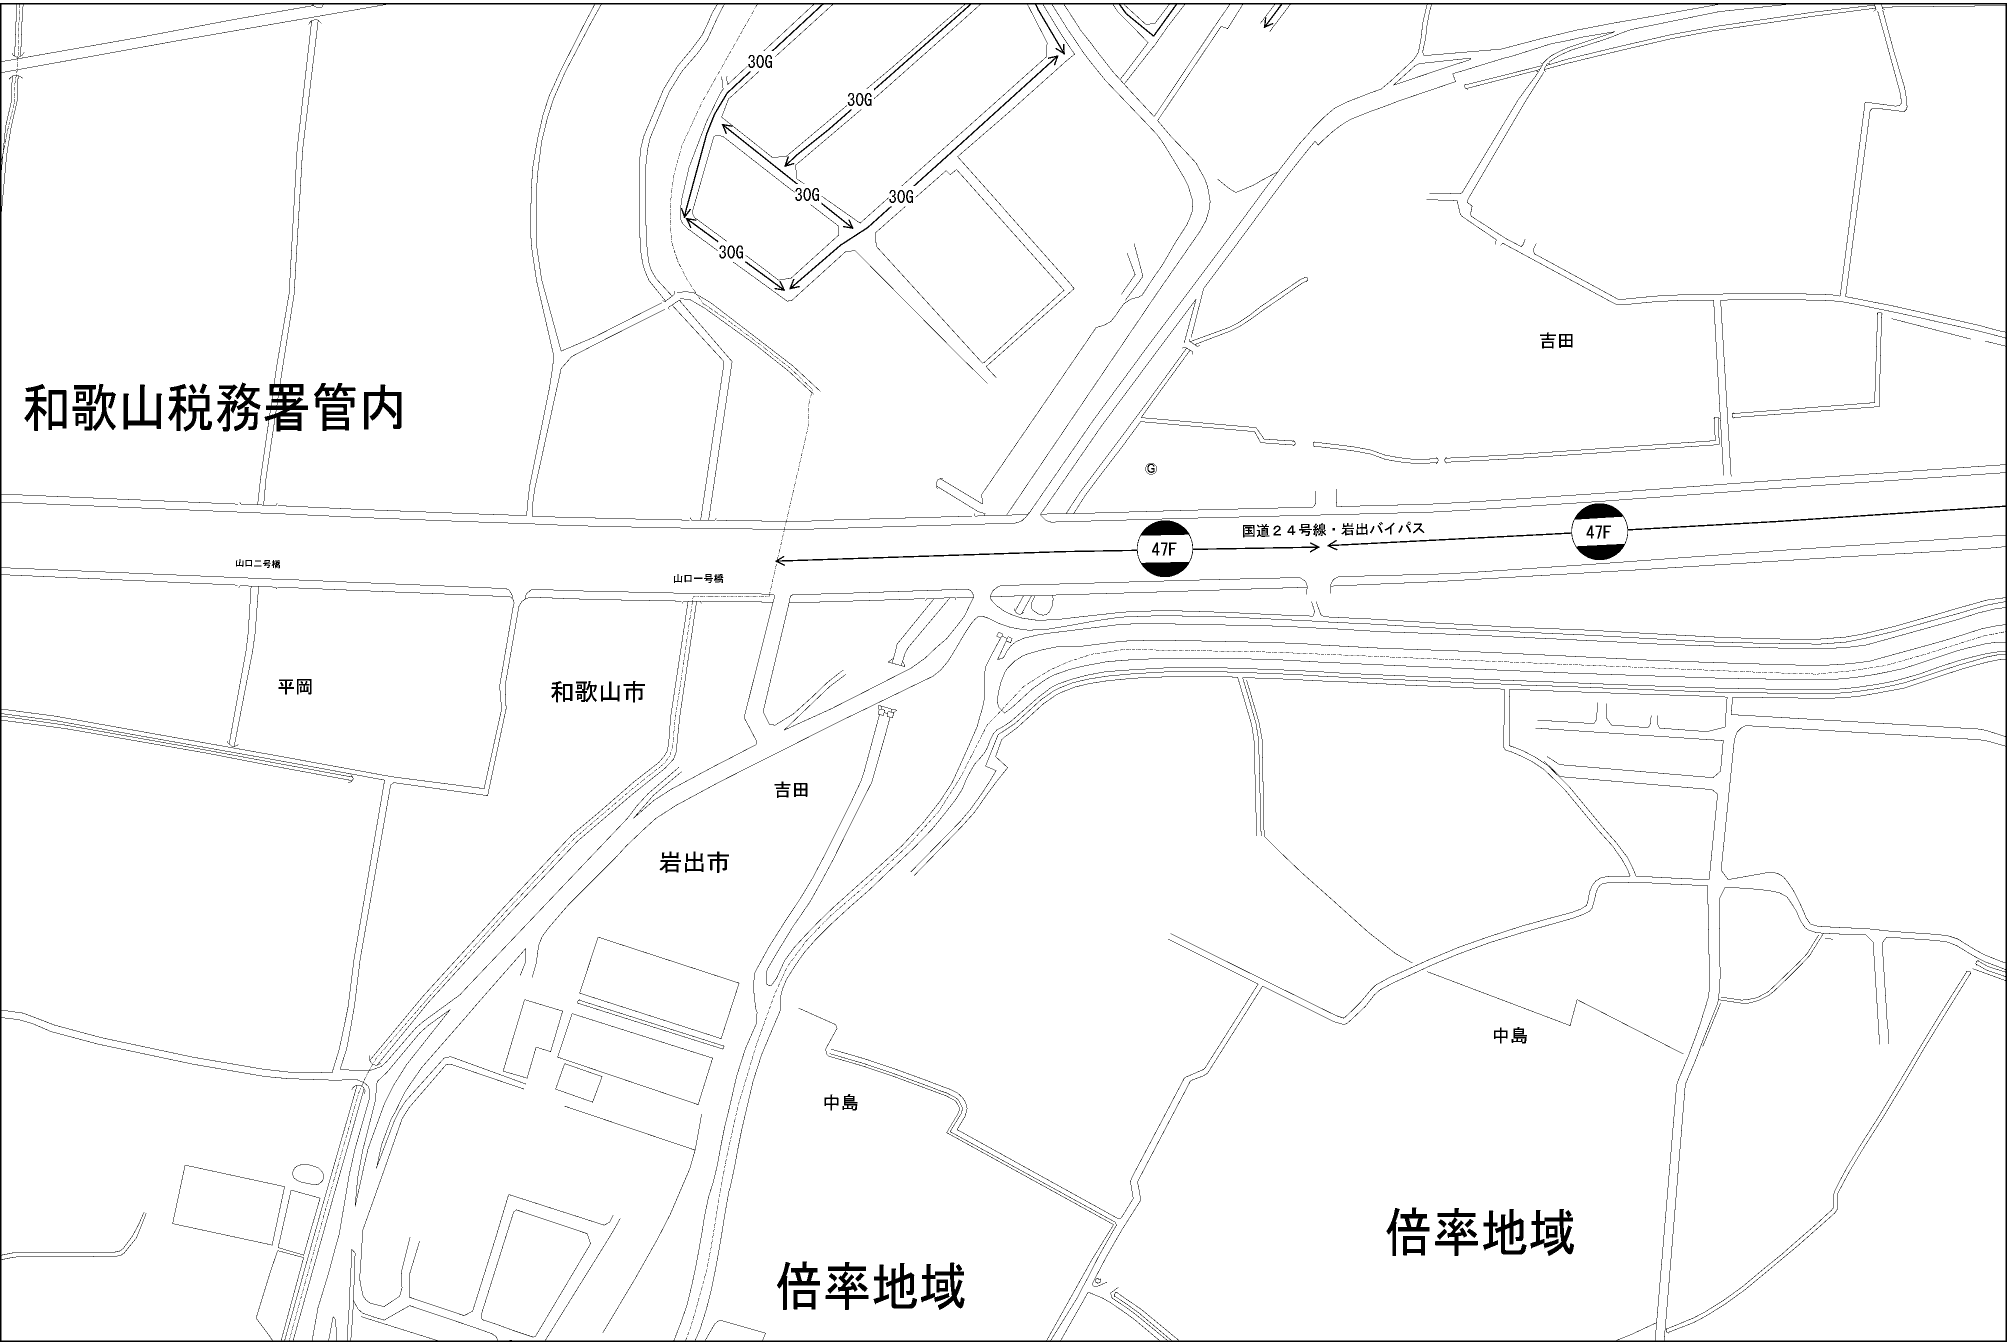 30G
30G
30G
30G
30G
吉田
和歌山税務署管内
G
国道24号線・岩出バイパス
47F
47F
山口二号橋
山口一号橋
平岡
和歌山市
吉田
岩出市
中島
中島
倍率地域
倍率地域